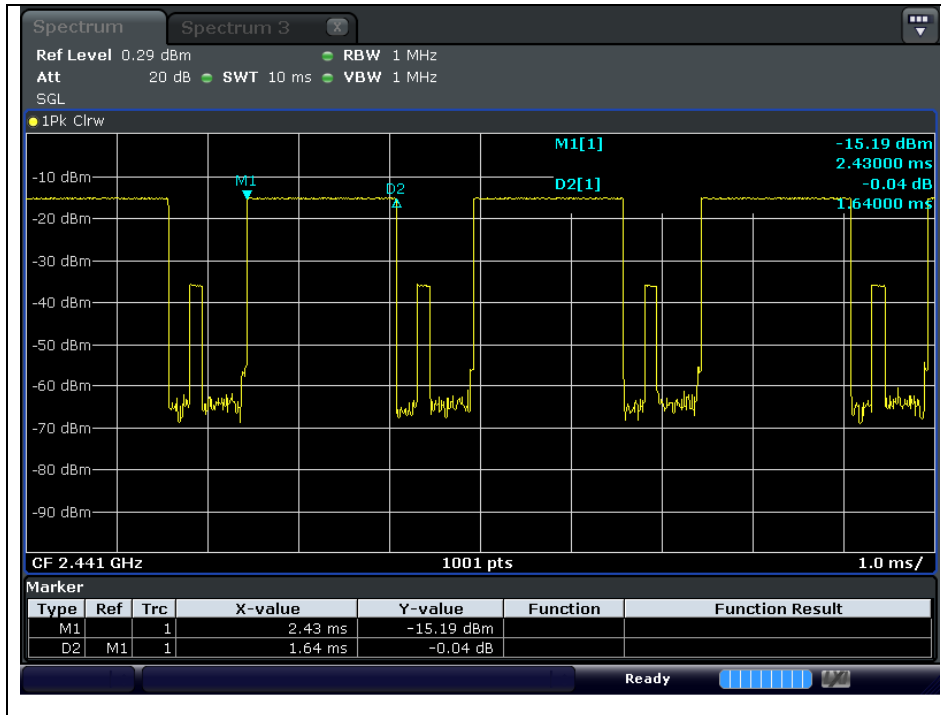 Spectrum Spectrum 3 X
Ref Level 0.29 dBm RBW 1 MHz
Att 20 dB SWT 10 ms VBW 1 MHz
SGL
1Pk Clrw
M1[1] -15.19 dBm
2.43000 ms
-10 dBm M1 D2 D2[1] -0.04 dB
1.64000 ms
-20 dBm
-30 dBm
-40 dBm
-50 dBm
-60 dBm
-70 dBm
-80 dBm
-90 dBm
CF 2.441 GHz 1001 pts 1.0 ms/
Marker
Type Ref Trc X-value Y-value Function Function Result
M1 1 2.43 ms -15.19 dBm
D2 M1 1 1.64 ms -0.04 dB
Ready